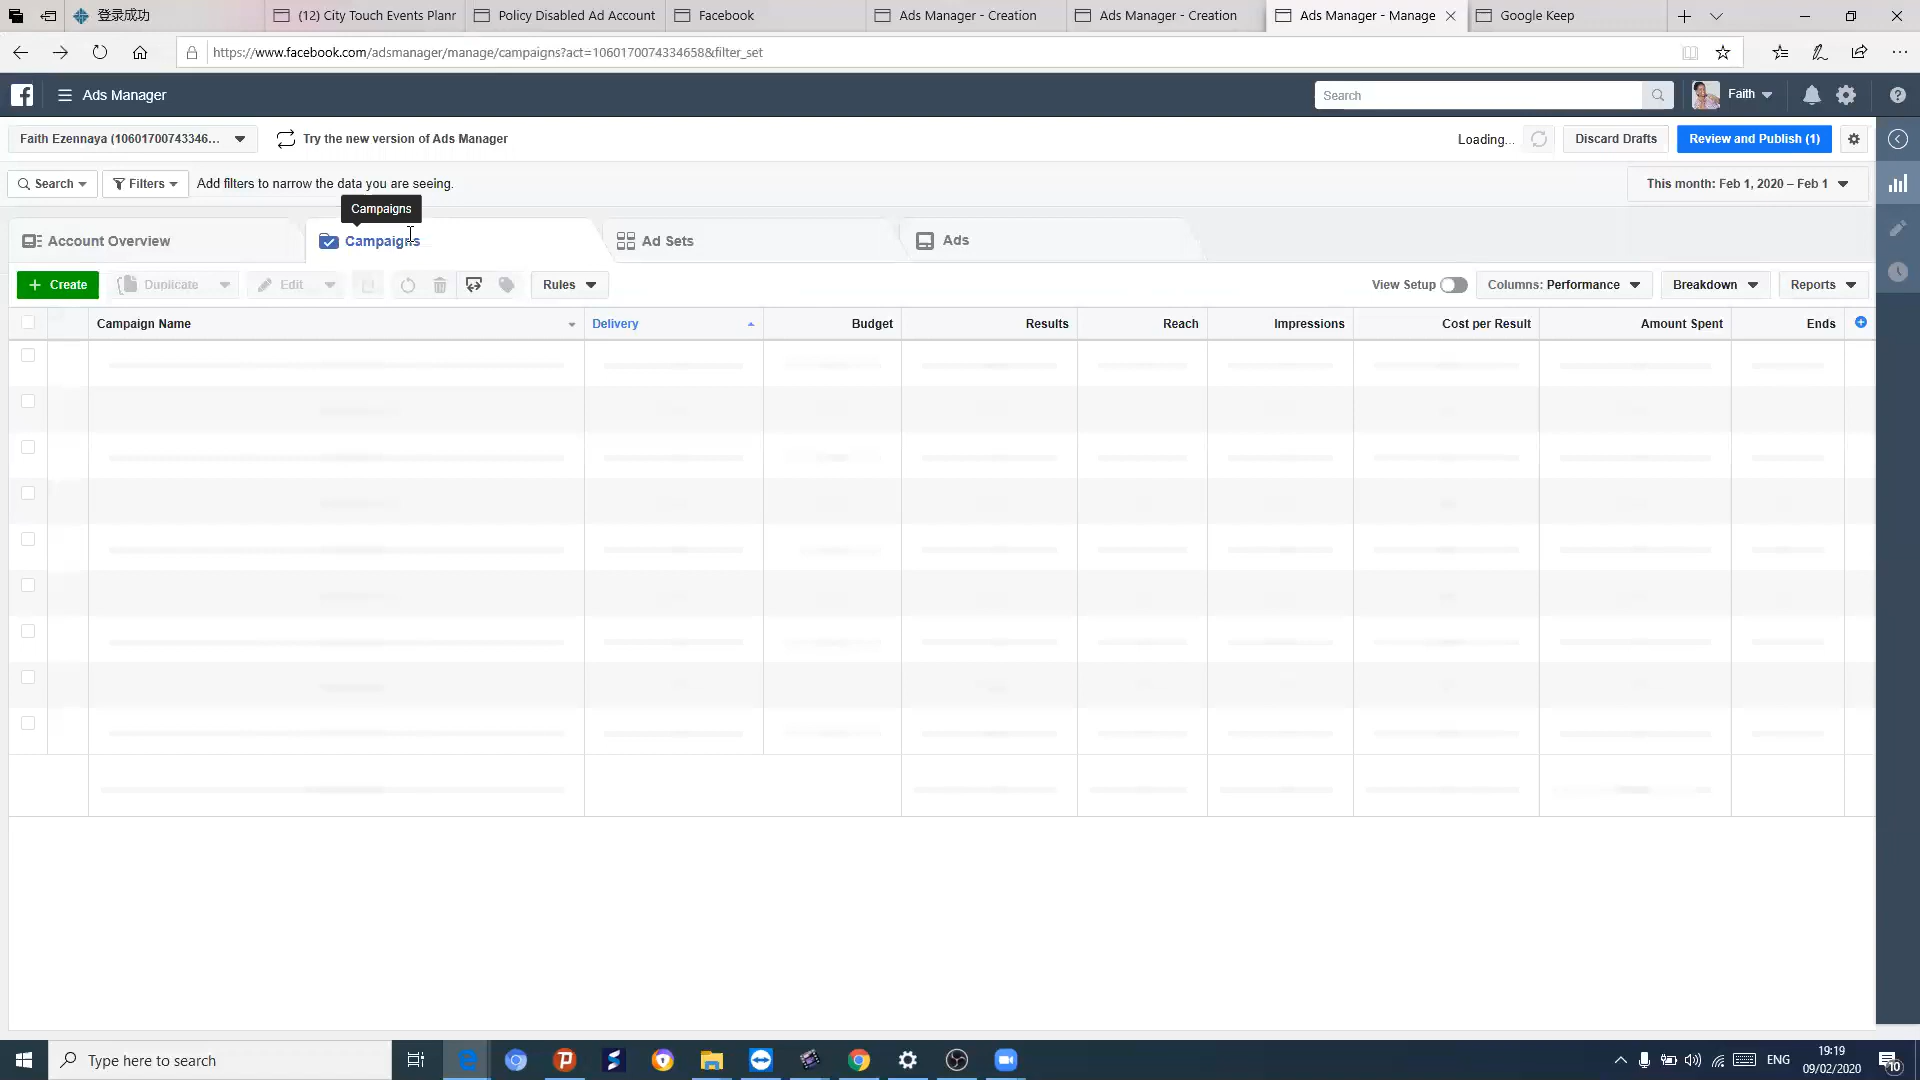 登录成功
(12) City Touch Events Planr
Policy Disabled Ad Account
Facebook
Ads Manager - Creation
Ads Manager - Creation
Ads Manager - Manage
Google Keep
https://www.facebook.com/adsmanager/manage/campaigns?act=1060170074334658&filter_set
Ads Manager
Search
Faith
Faith Ezennaya (10601700743346...
Try the new version of Ads Manager
Loading...
Discard Drafts
Review and Publish (1)
Search
Filters
Add filters to narrow the data you are seeing.
This month: Feb 1, 2020 – Feb 1
Campaigns
Account Overview
Campaigns
Ad Sets
Ads
+ Create
Duplicate
Edit
Rules
View Setup
Columns: Performance
Breakdown
Reports
Campaign Name
Delivery
Budget
Results
Reach
Impressions
Cost per Result
Amount Spent
Ends
Type here to search
ENG
19:19
09/02/2020
10